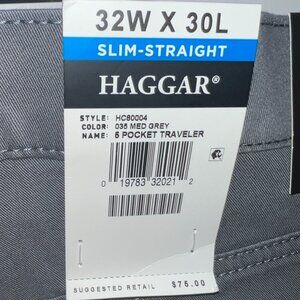 32W X 30L
SLIM-STRAIGHT
HAGGAR®
STYLE: HC80004
COLOR: 035 MED GREY
NAME: 5 POCKET TRAVELER
0 19783 32021 2
SUGGESTED RETAIL $75.00